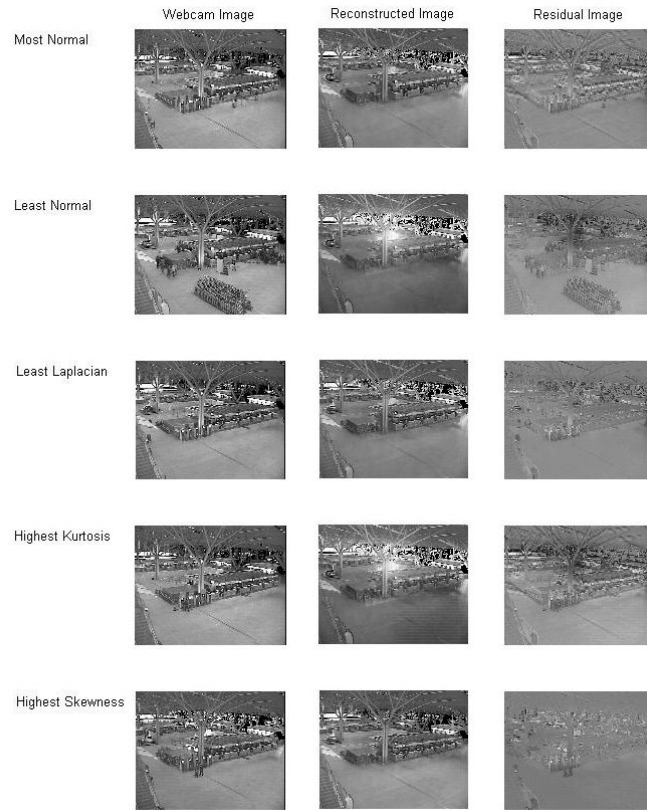 Webcam Image Reconstructed Image Residual Image
Most Normal
Least Normal
Least Laplacian
Highest Kurtosis
Highest Skewness